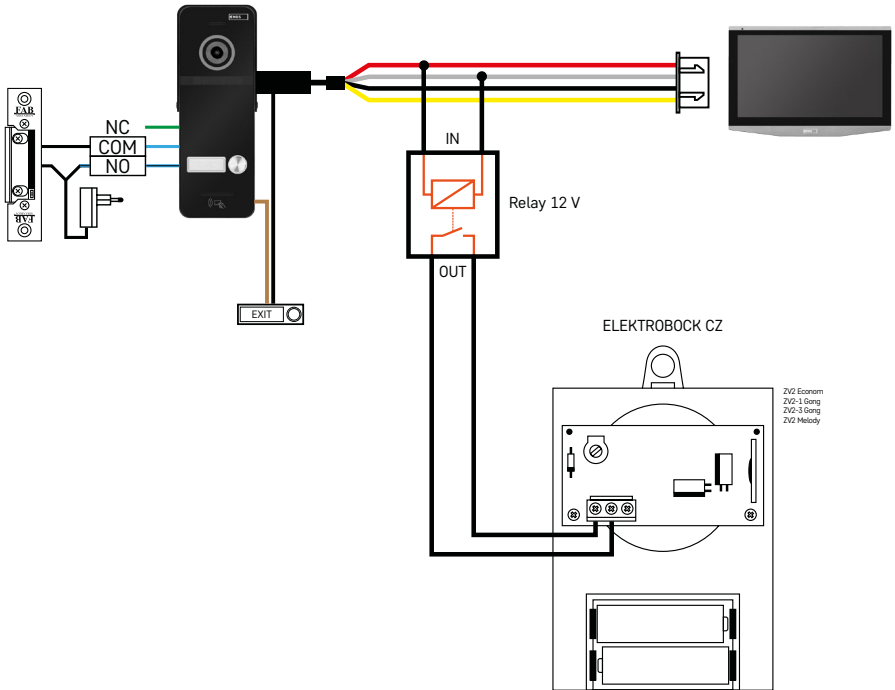 EMOS
FAB
NC
COM
NO
FAB
EXIT
IN
Relay 12 V
OUT
ELEKTROBOCK CZ
ZV2 Econom
ZV2-1 Gong
ZV2-3 Gong
ZV2 Melody